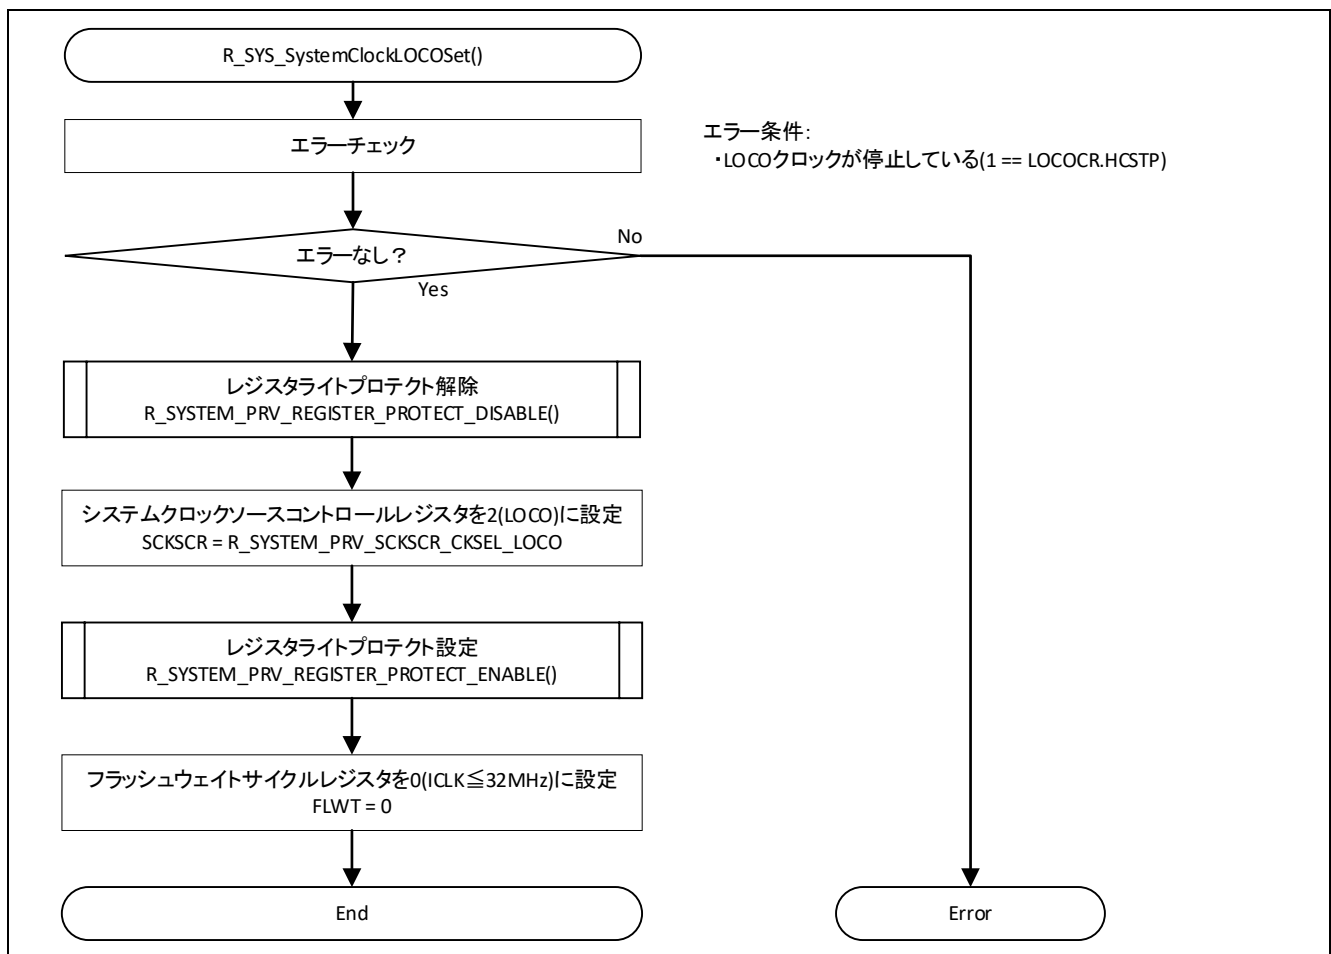 R_SYS_SystemClockLOCOSet()
エラーチェック
エラー条件:
・LOCOクロックが停止している(1 == LOCOCR.HCSTP)
エラーなし?
No
Yes
レジスタライトプロテクト解除
R_SYSTEM_PRV_REGISTER_PROTECT_DISABLE()
システムクロックソースコントロールレジスタを2(LOCO)に設定
SCKSCR = R_SYSTEM_PRV_SCKSCR_CKSEL_LOCO
レジスタライトプロテクト設定
R_SYSTEM_PRV_REGISTER_PROTECT_ENABLE()
フラッシュウェイトサイクルレジスタを0(ICLK≦32MHz)に設定
FLWT = 0
End
Error